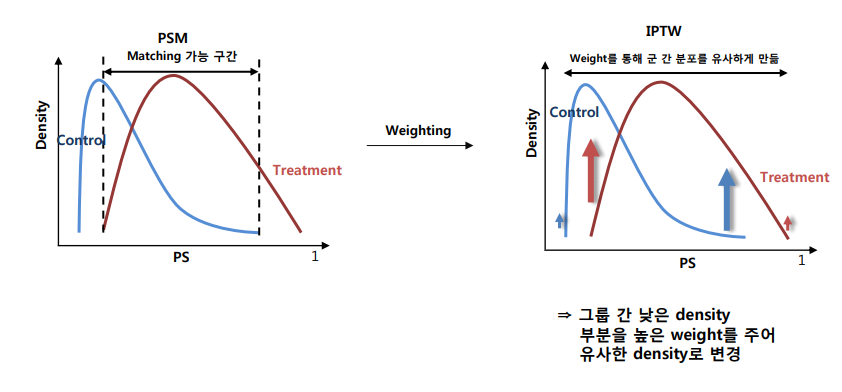 PSM
Matching 가능 구간
Density
Control
Treatment
PS
1
Weighting
IPTW
Weight를 통해 군 간 분포를 유사하게 만듦
Density
Control
Treatment
PS
1
⇒ 그룹 간 낮은 density
부분을 높은 weight를 주어
유사한 density로 변경